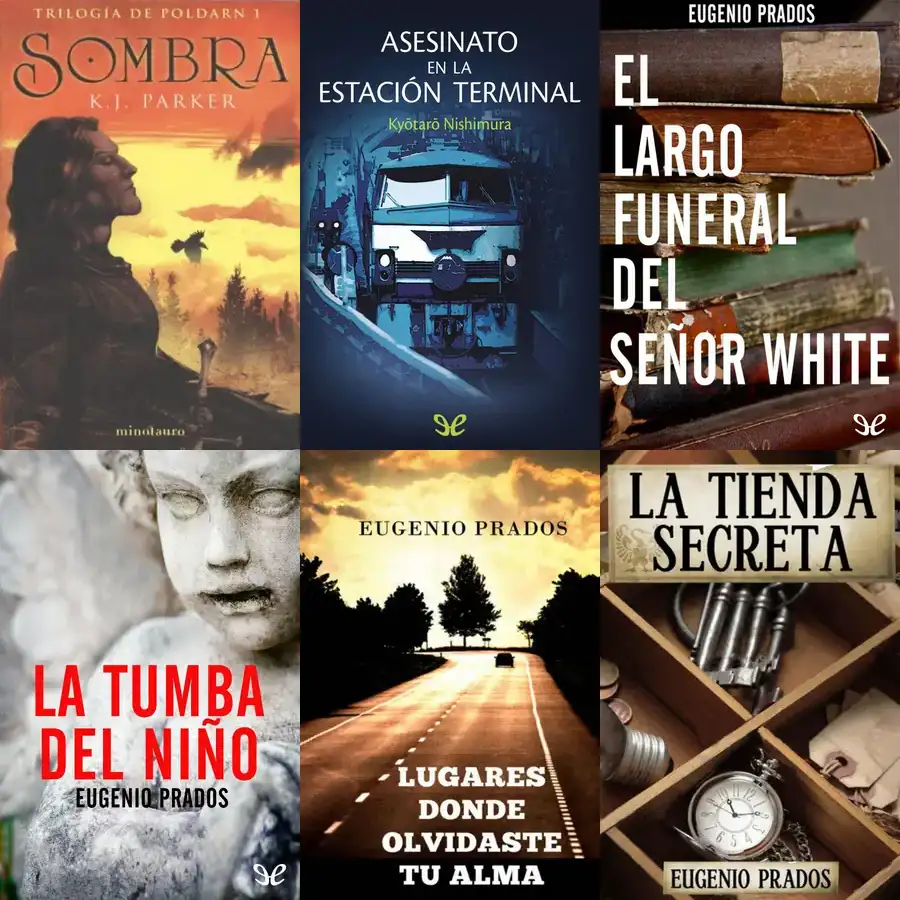 TRILOGÍA DE POLDARN 1
SOMBRA
K.J. PARKER
minotauro
ASESINATO
EN LA
ESTACIÓN TERMINAL
Kyōtarō Nishimura
EUGENIO PRADOS
EL
LARGO
FUNERAL
DEL
SEÑOR WHITE
LA TUMBA
DEL NIÑO
EUGENIO PRADOS
EUGENIO PRADOS
LUGARES
DONDE
OLVIDASTE
TU ALMA
LA TIENDA
SECRETA
EUGENIO PRADOS